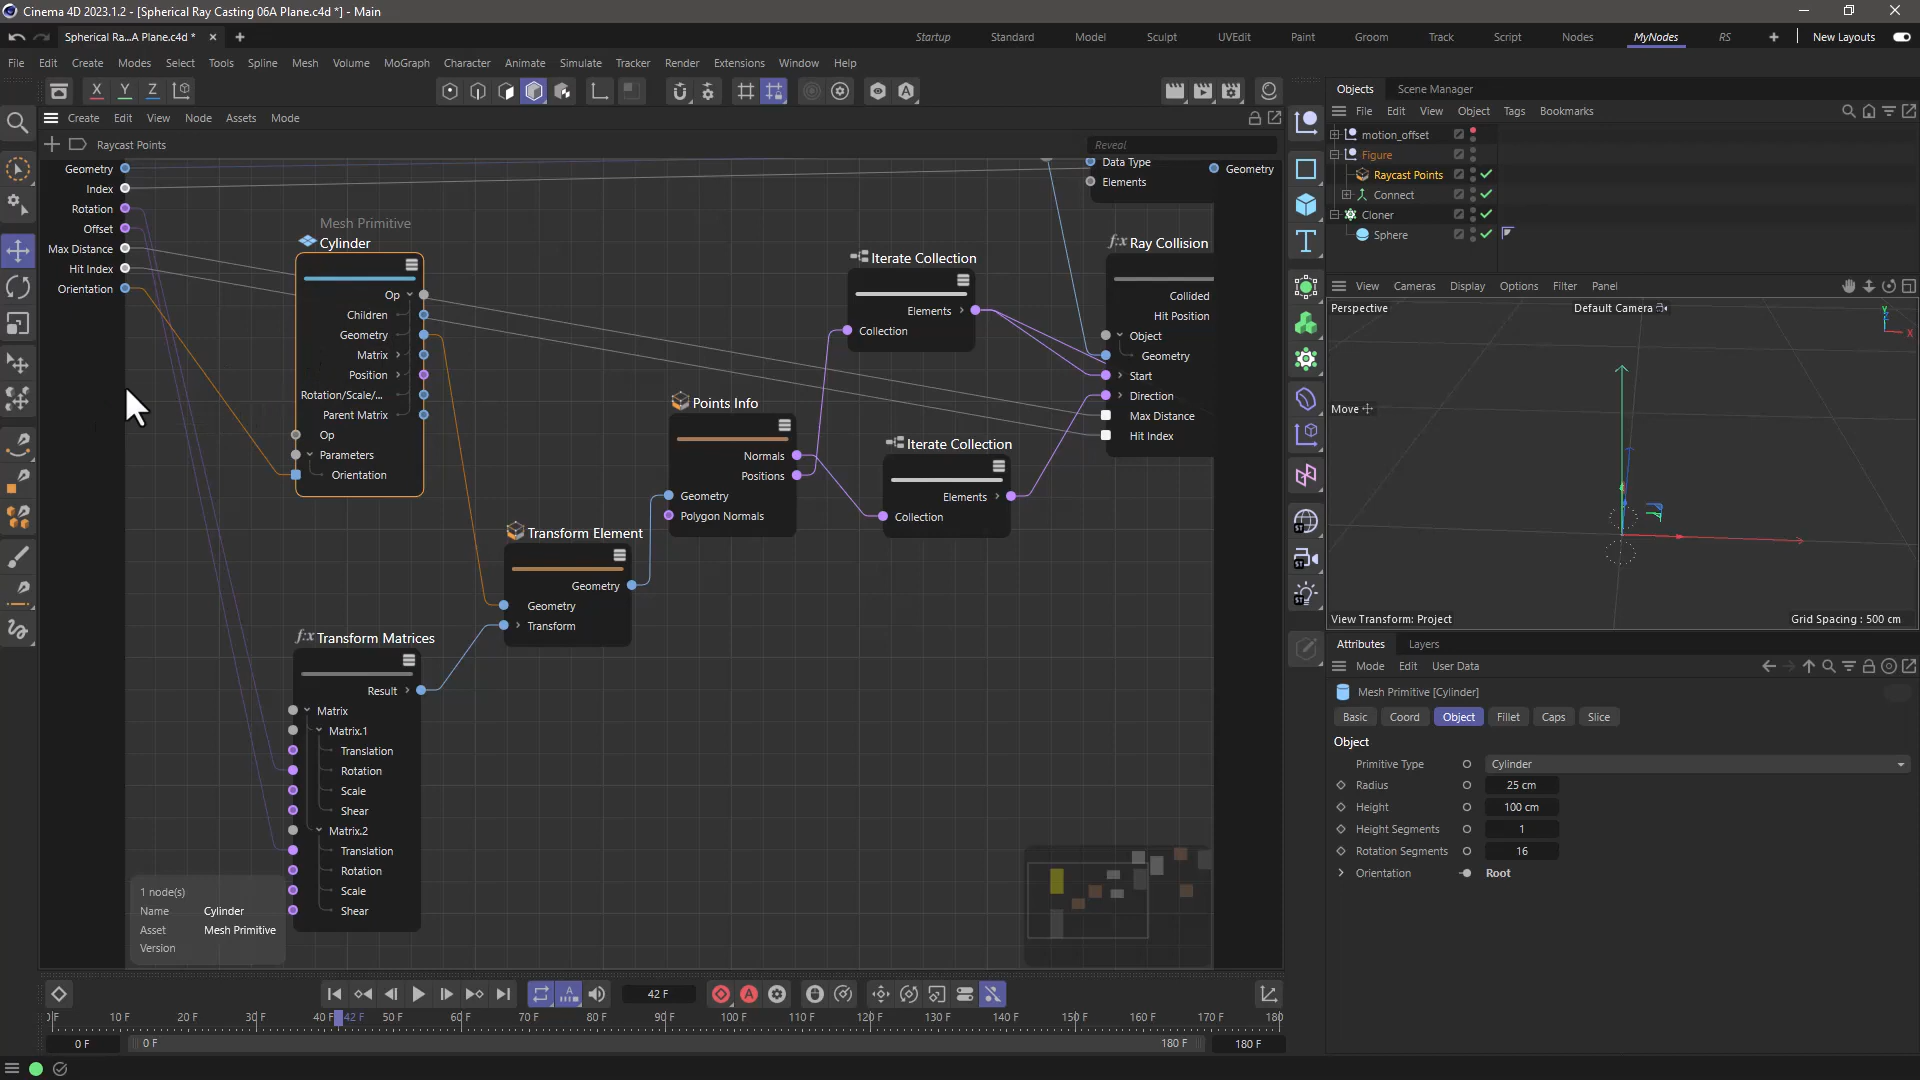 Cinema 4D 2023.1.2 - [Spherical Ray Casting 06A Plane.c4d *] - Main
Spherical Ra...A Plane.c4d *
Startup Standard Model Sculpt UVEdit Paint Groom Track Script Nodes MyNodes RS New Layouts
File Edit Create Modes Select Tools Spline Mesh Volume MoGraph Character Animate Simulate Tracker Render Extensions Window Help
X Y Z
Create Edit View Node Assets Mode
Raycast Points
Reveal
Geometry
Index
Rotation
Offset
Max Distance
Hit Index
Orientation
Mesh Primitive
Cylinder
Op
Children
Geometry
Matrix
Position
Rotation/Scale/...
Parent Matrix
Op
Parameters
Orientation
f:x Transform Matrices
Result
Matrix
Matrix.1
Translation
Rotation
Scale
Shear
Matrix.2
Translation
Rotation
Scale
Shear
Transform Element
Geometry
Geometry
Transform
Points Info
Normals
Positions
Geometry
Polygon Normals
Iterate Collection
Elements
Collection
Iterate Collection
Elements
Collection
Data Type
Elements
Geometry
f:x Ray Collision
Collided
Hit Position
Object
Geometry
Start
Direction
Max Distance
Hit Index
1 node(s)
Name Cylinder
Asset Mesh Primitive
Version
Objects Scene Manager
File Edit View Object Tags Bookmarks
motion_offset
Figure
Raycast Points
Connect
Cloner
Sphere
View Cameras Display Options Filter Panel
Perspective
Default Camera
Y
X
Move
View Transform: Project
Grid Spacing : 500 cm
Attributes Layers
Mode Edit User Data
Mesh Primitive [Cylinder]
Basic Coord Object Fillet Caps Slice
Object
Primitive Type Cylinder
Radius 25 cm
Height 100 cm
Height Segments 1
Rotation Segments 16
Orientation Root
42 F
10 F 20 F 30 F 40 F 42 F 50 F 60 F 70 F 80 F 90 F 100 F 110 F 120 F 130 F 140 F 150 F 160 F 170 F 180
0 F 0 F 180 F 180 F